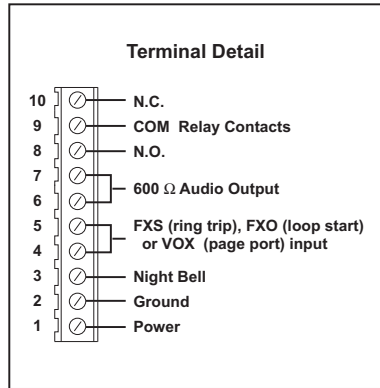 Terminal Detail
10 N.C.
9 COM Relay Contacts
8 N.O.
7
600 Ω Audio Output
6
5 FXS (ring trip), FXO (loop start)
4 or VOX (page port) input
3 Night Bell
2 Ground
1 Power